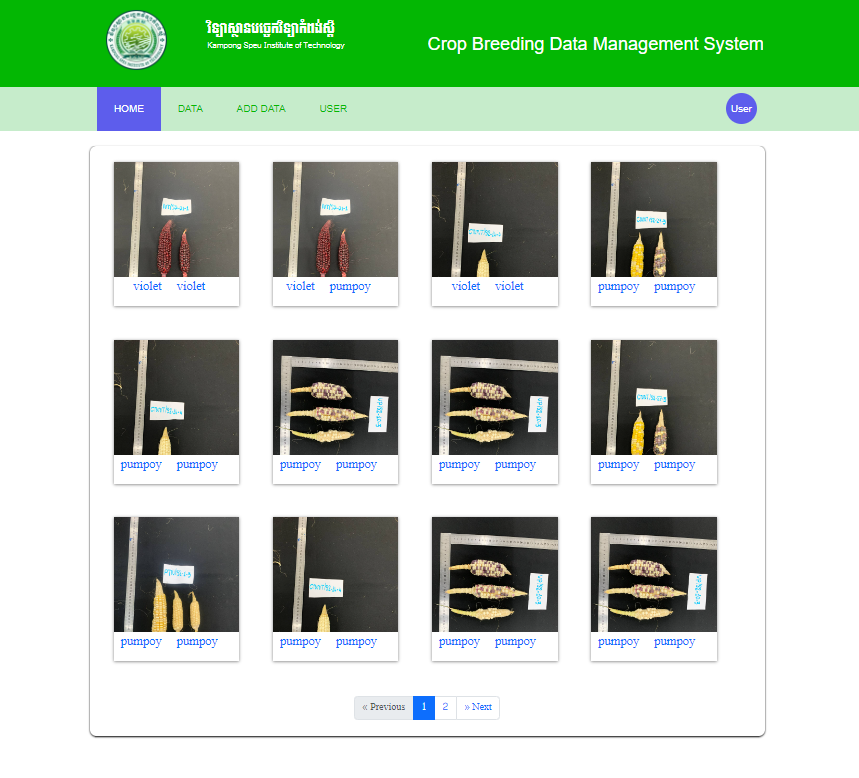 វិទ្យាស្ថានបច្ចេកវិទ្យាកំពង់ស្ពឺ
Kampong Speu Institute of Technology
Crop Breeding Data Management System
HOME DATA ADD DATA USER User
violet violet
violet pumpoy
violet violet
pumpoy pumpoy
pumpoy pumpoy
pumpoy pumpoy
pumpoy pumpoy
pumpoy pumpoy
pumpoy pumpoy
pumpoy pumpoy
pumpoy pumpoy
pumpoy pumpoy
« Previous 1 2 » Next